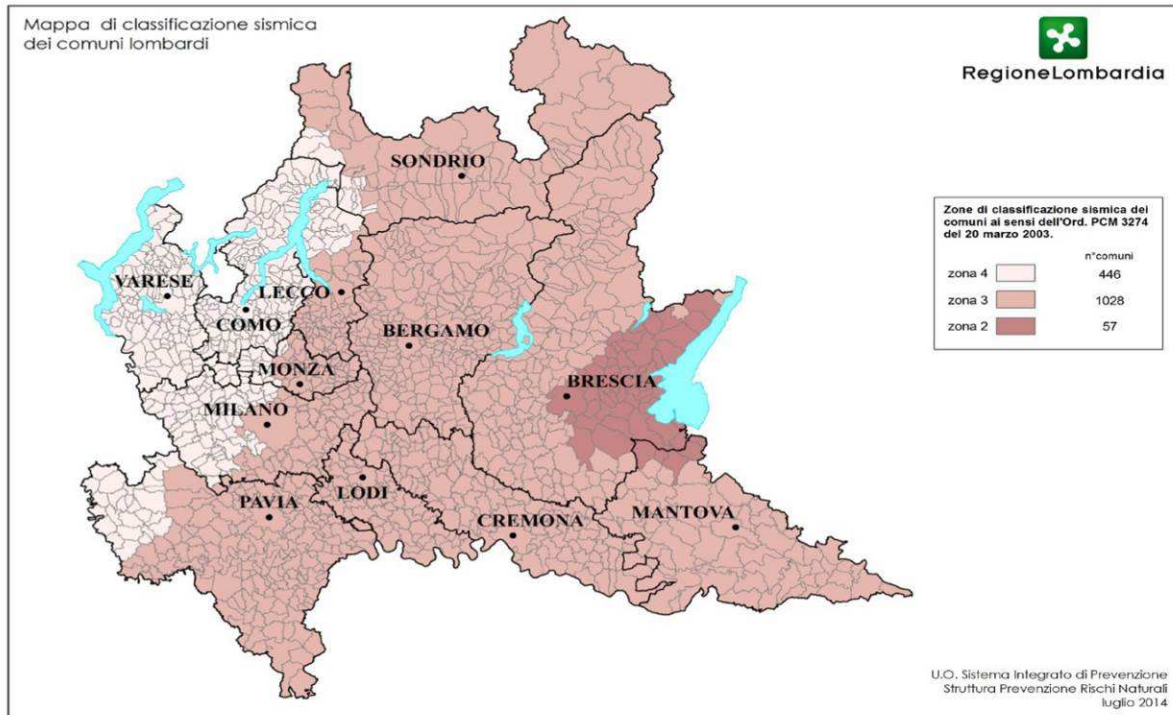 Mappa di classificazione sismica
dei comuni lombardi
RegioneLombardia
SONDRIO
VARESE
LECCO
COMO
BERGAMO
MONZA
BRESCIA
MILANO
LODI
PAVIA
CREMONA
MANTOVA
Zone di classificazione sismica dei
comuni ai sensi dell'Ord. PCM 3274
del 20 marzo 2003.
n°comuni
zona 4 446
zona 3 1028
zona 2 57
U.O. Sistema Integrato di Prevenzione
Struttura Prevenzione Rischi Naturali
luglio 2014